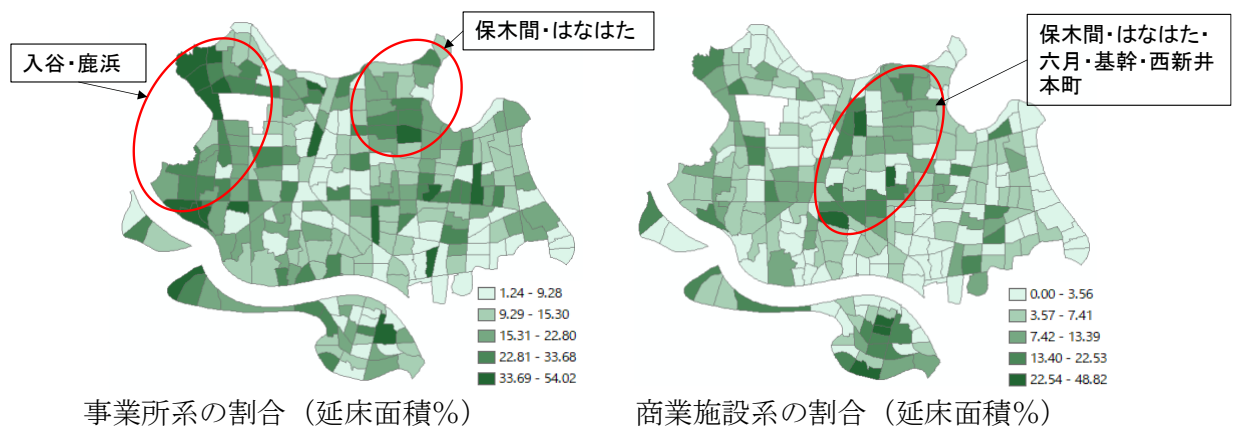 入谷・鹿浜
保木間・はなはた
保木間・はなはた・
六月・基幹・西新井
本町
1.24 - 9.28
9.29 - 15.30
15.31 - 22.80
22.81 - 33.68
33.69 - 54.02
0.00 - 3.56
3.57 - 7.41
7.42 - 13.39
13.40 - 22.53
22.54 - 48.82
事業所系の割合（延床面積%）
商業施設系の割合（延床面積%）